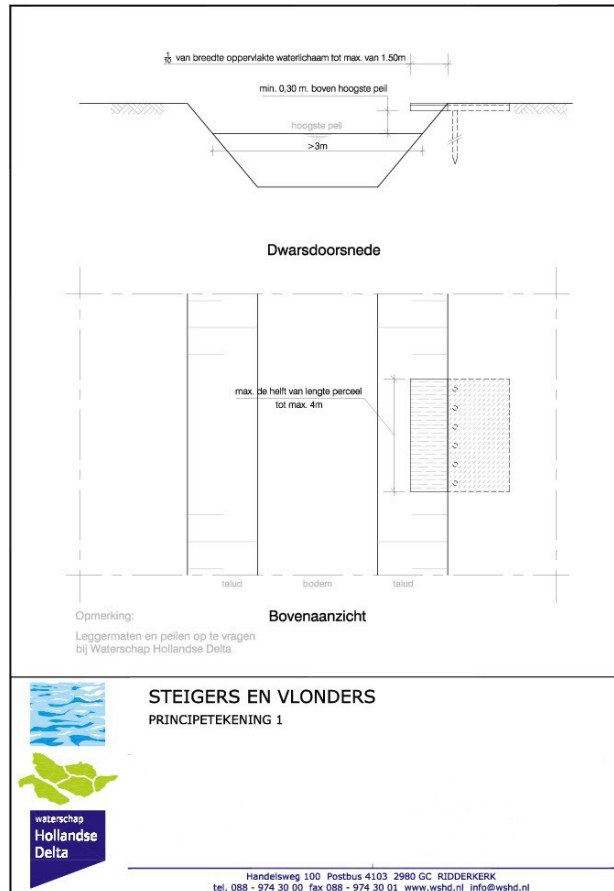 1/10 van breedte oppervlakte waterlichaam tot max. van 1.50m
min. 0,30 m. boven hoogste peil
hoogste peil
>3m
Dwarsdoorsnede
max. de helft van lengte perceel
tot max. 4m
talud
bodem
talud
Opmerking:
Bovenaanzicht
Leggermaten en peilen op te vragen
bij Waterschap Hollandse Delta
STEIGERS EN VLONDERS
PRINCIPETEKENING 1
waterschap
Hollandse
Delta
Handelsweg 100 Postbus 4103 2980 GC RIDDERKERK
tel. 088 - 974 30 00 fax 088 - 974 30 01 www.wshd.nl info@wshd.nl